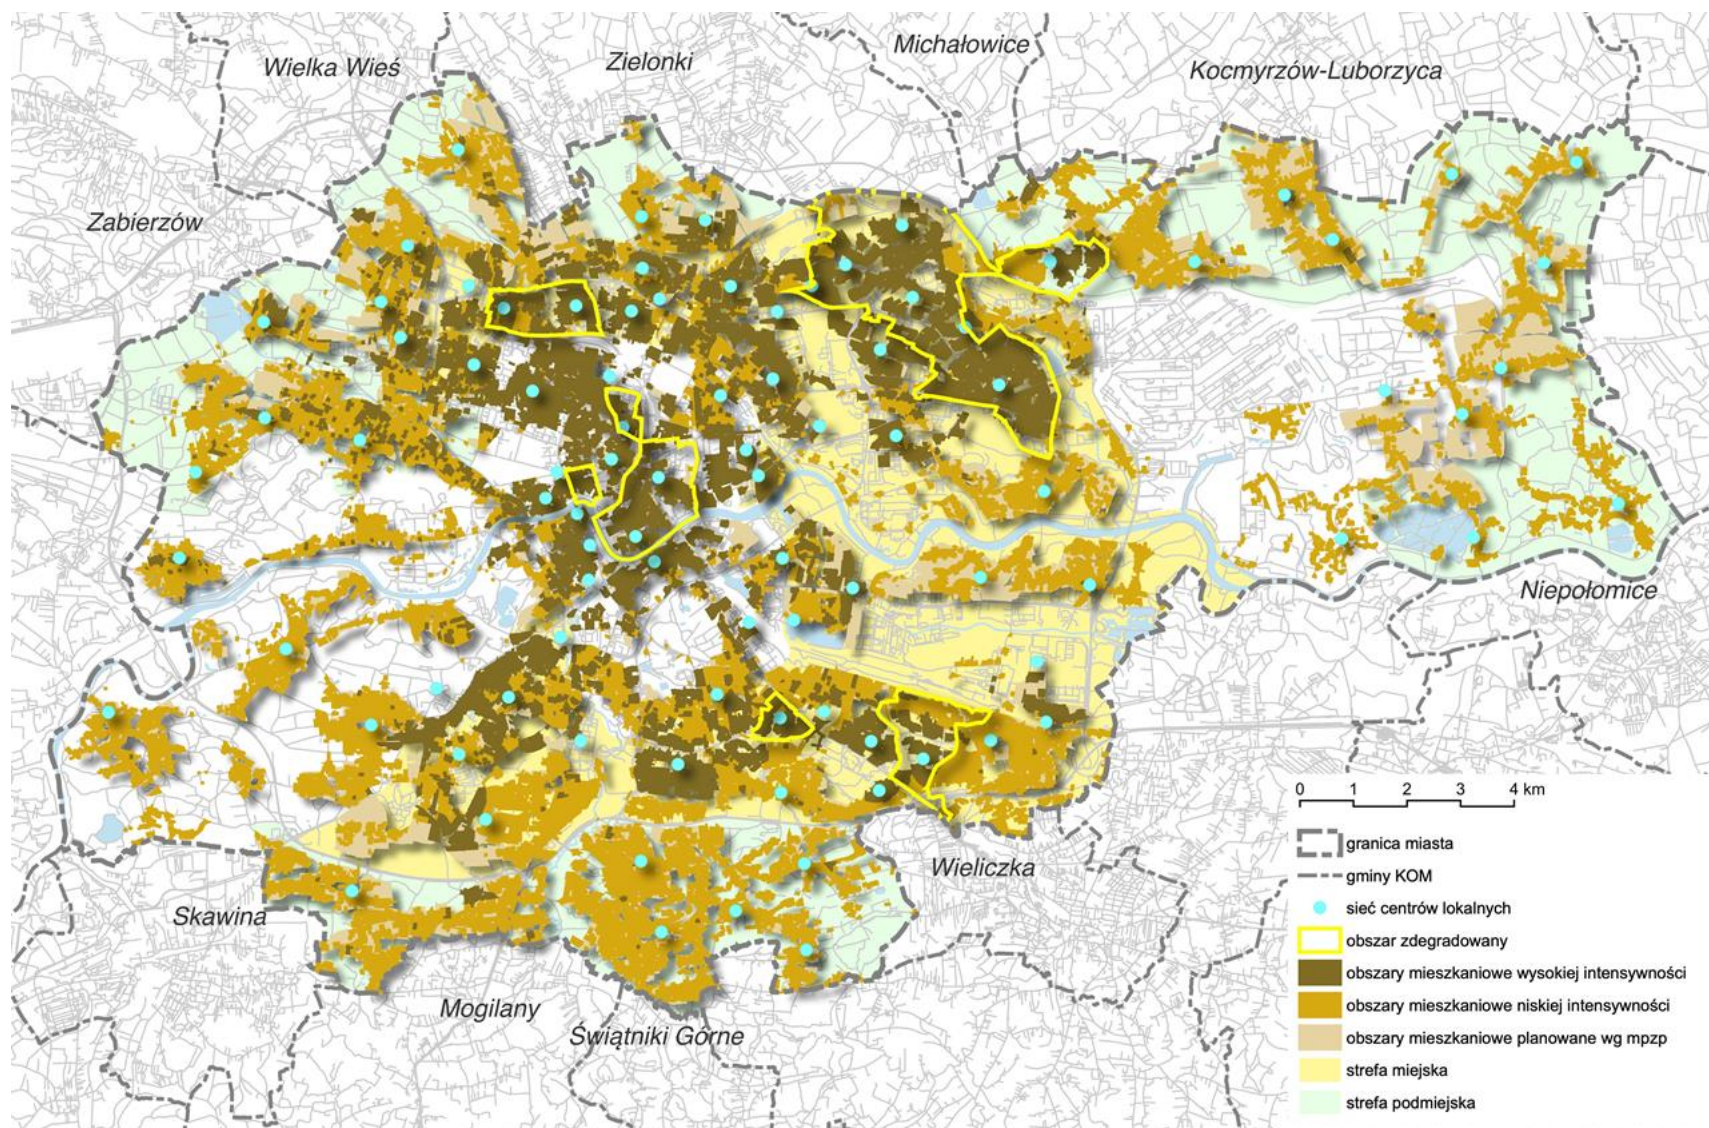 Michałowice
Wielka Wieś
Zielonki
Kocmyrzów-Luborzyca
Zabierzów
Niepołomice
Wieliczka
Skawina
Mogilany
Świątniki Górne
0 1 2 3 4 km
granica miasta
gminy KOM
sieć centrów lokalnych
obszar zdegradowany
obszary mieszkaniowe wysokiej intensywności
obszary mieszkaniowe niskiej intensywności
obszary mieszkaniowe planowane wg mpzp
strefa miejska
strefa podmiejska